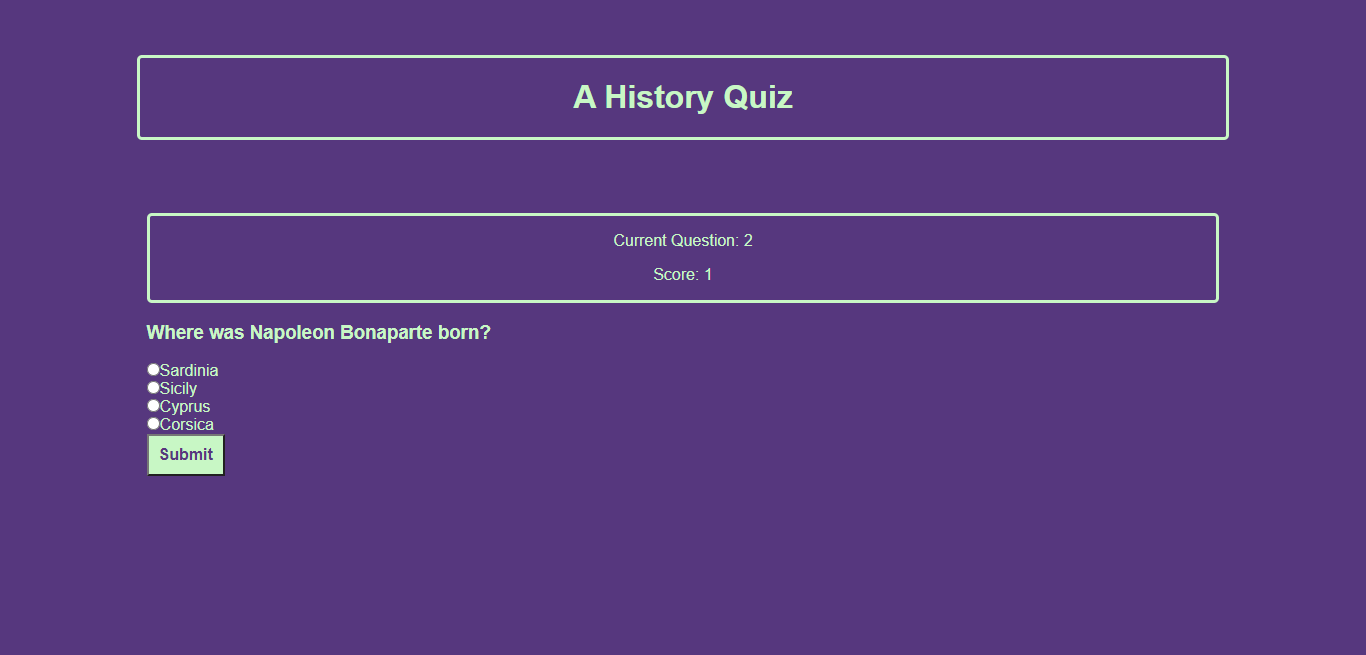 A History Quiz
Current Question: 2
Score: 1
Where was Napoleon Bonaparte born?
Sardinia
Sicily
Cyprus
Corsica
Submit